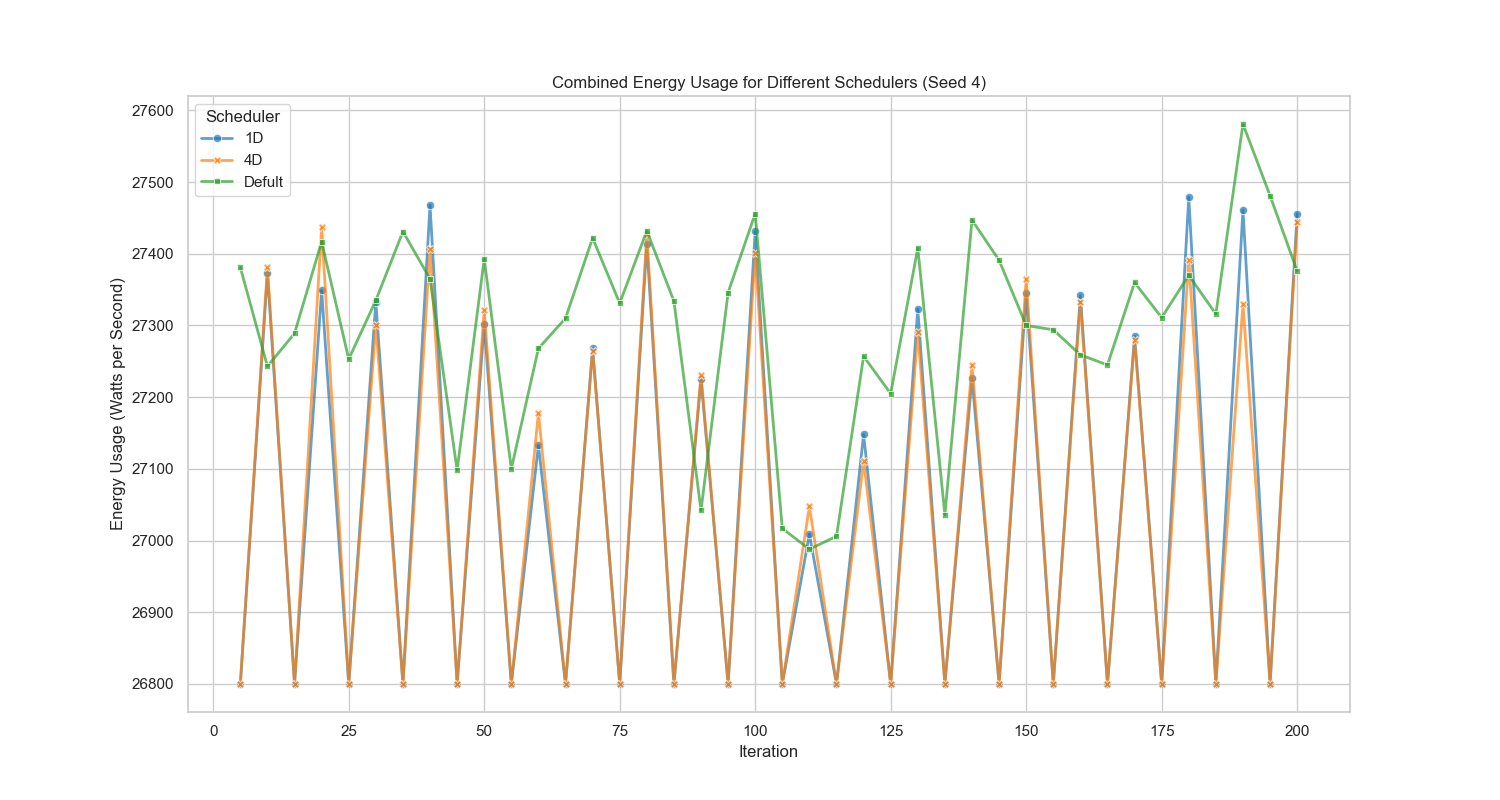 Combined Energy Usage for Different Schedulers (Seed 4)
Scheduler
1D
4D
Defult
Energy Usage (Watts per Second)
27600
27500
27400
27300
27200
27100
27000
26900
26800
0 25 50 75 100 125 150 175 200
Iteration